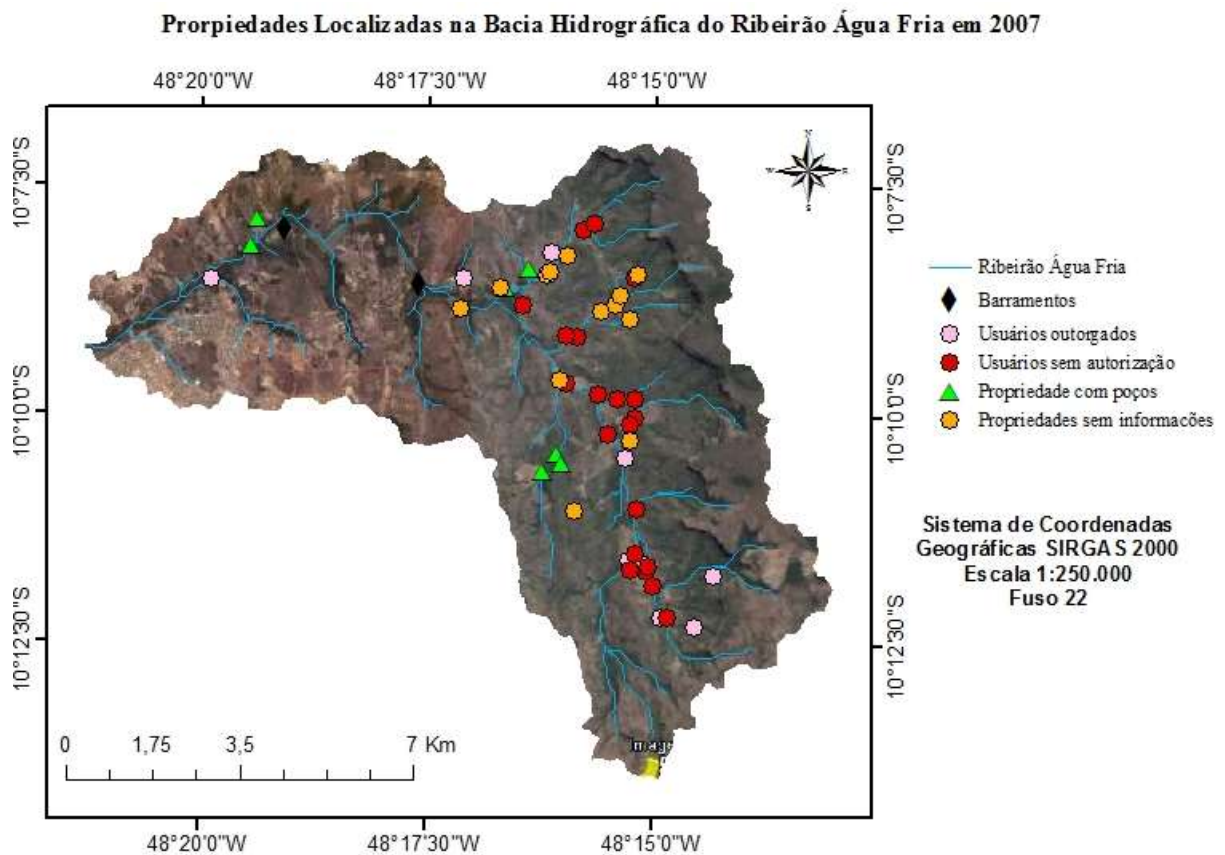 Prorpiedades Localizadas na Bacia Hidrográfica do Ribeirão Água Fria em 2007
48°20'0"W 48°17'30"W 48°15'0"W
10°7'30"S
10°10'0"S
10°12'30"S
N
10°7'30"S
10°10'0"S
10°12'30"S
Ribeirão Água Fria
Barramentos
Usuários outorgados
Usuários sem autorização
Propriedade com poços
Propriedades sem informacões
Sistema de Coordenadas
Geográficas SIRGAS 2000
Escala 1:250.000
Fuso 22
Image
0 1,75 3,5 7 Km
48°20'0"W 48°17'30"W 48°15'0"W